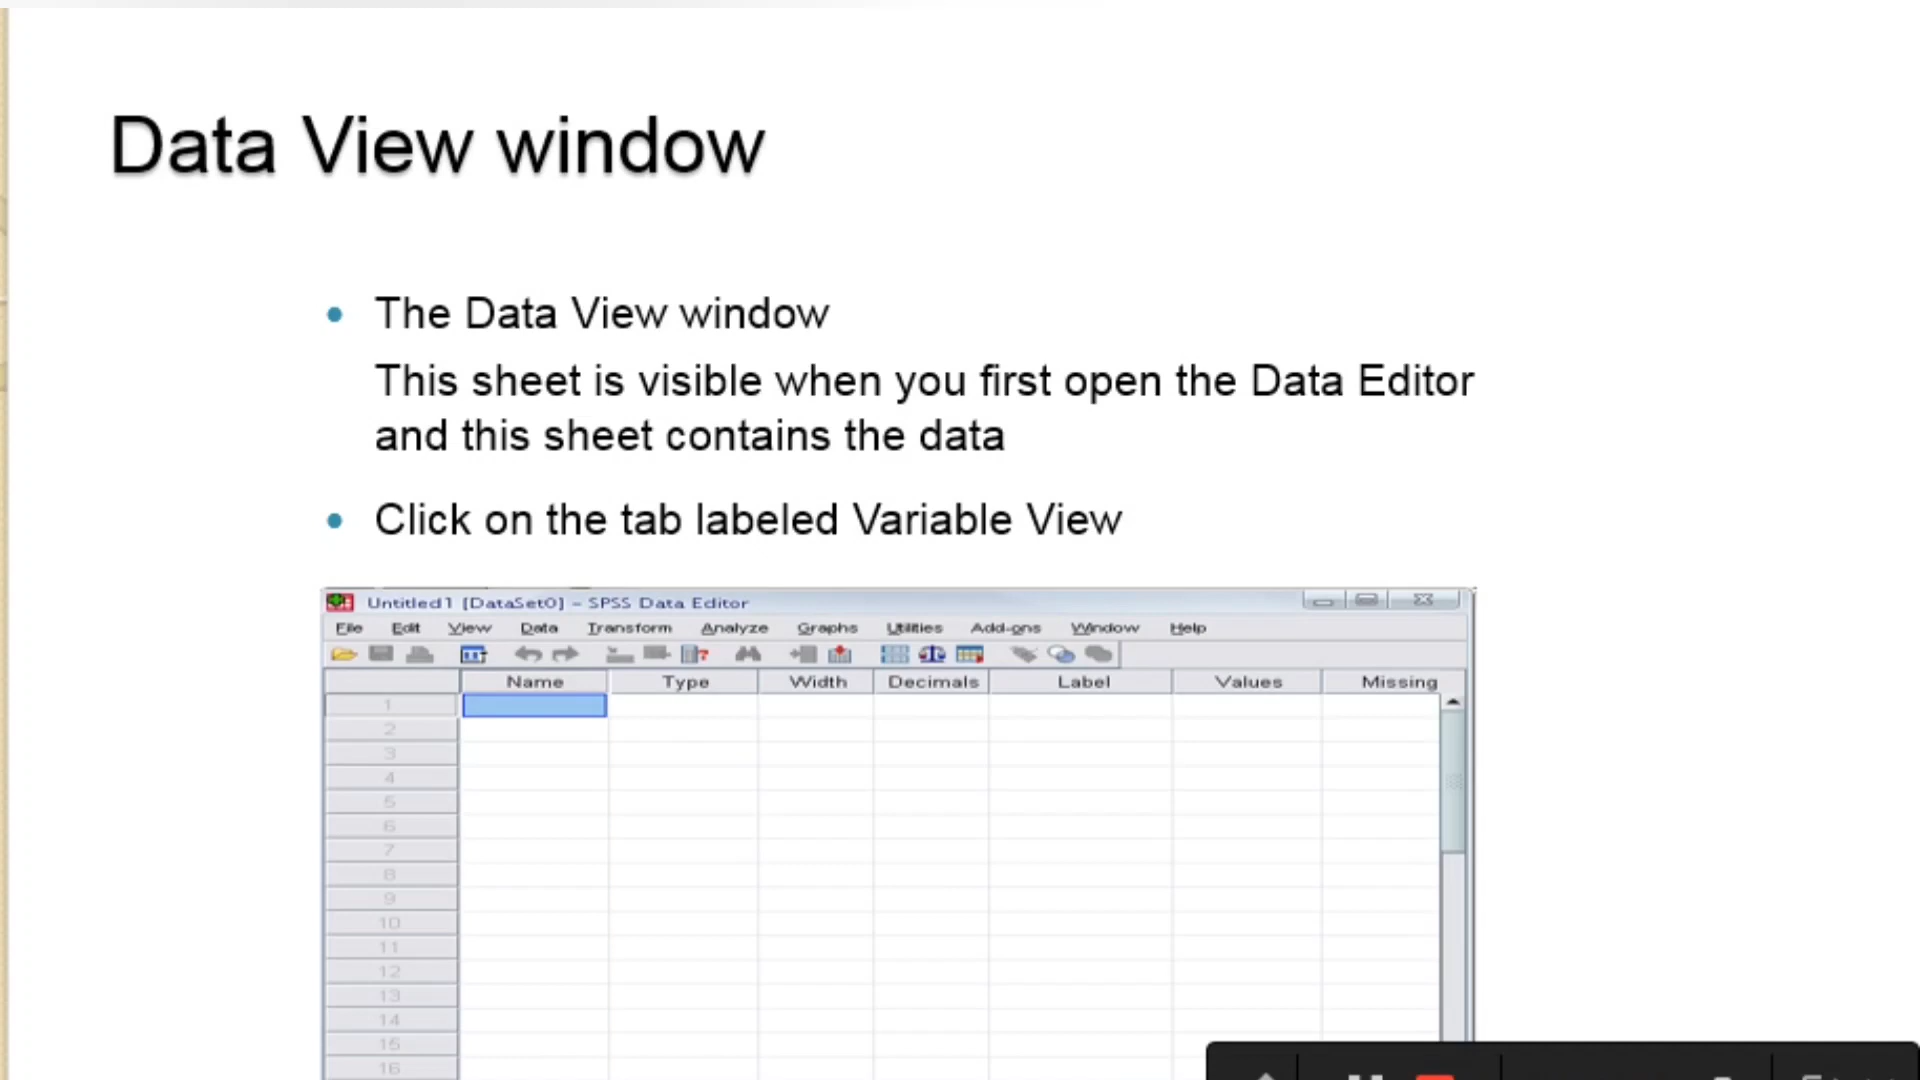 Data View window
The Data View window
This sheet is visible when you first open the Data Editor
and this sheet contains the data
Click on the tab labeled Variable View
Untitled1 [DataSet0] - SPSS Data Editor
File Edit View Data Transform Analyze Graphs Utilities Add-ons Window Help
Name Type Width Decimals Label Values Missing
1
2
3
4
5
6
7
8
9
10
11
12
13
14
15
16